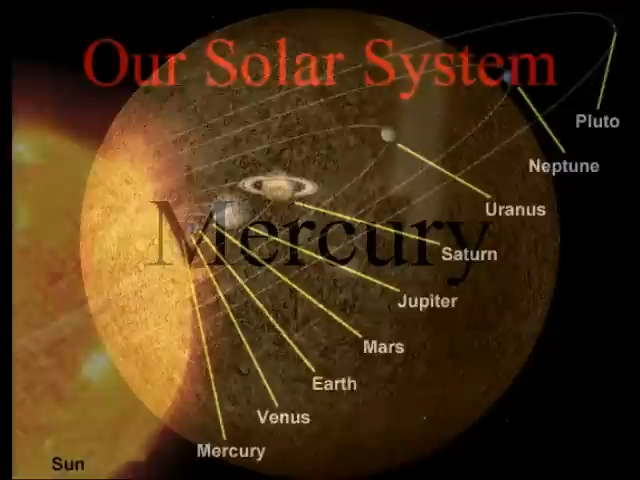 Our Solar System
Pluto
Neptune
Uranus
Mercury
Saturn
Jupiter
Mars
Earth
Venus
Mercury
Sun